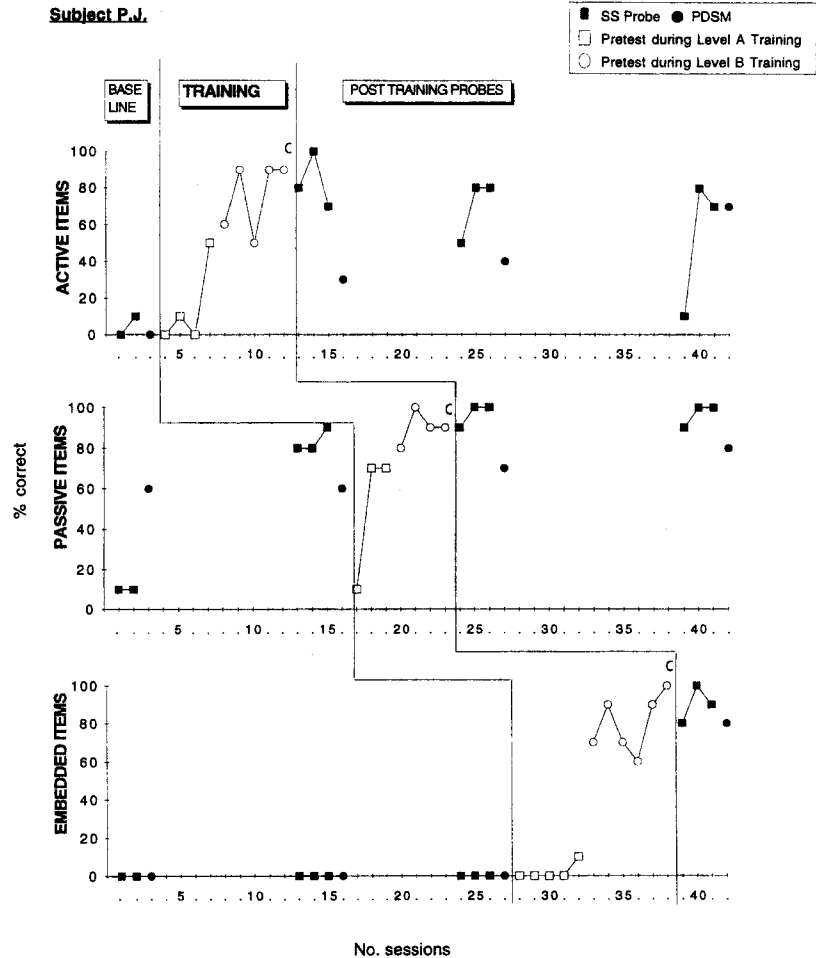 Subject P.J.
SS Probe PDSM
Pretest during Level A Training
Pretest during Level B Training
BASE
LINE
TRAINING
POST TRAINING PROBES
ACTIVE ITEMS
100
80
60
40
20
0
C
. . . . 5 . . . . 10 . . . . 15 . . . . 20 . . . . 25 . . . . 30 . . . . 35 . . . . 40 . .
% correct
PASSIVE ITEMS
100
80
60
40
20
0
C
. . . . 5 . . . . 10 . . . . 15 . . . . 20 . . . . 25 . . . . 30 . . . . 35 . . . . 40 . .
EMBEDDED ITEMS
100
80
60
40
20
0
C
. . . . 5 . . . . 10 . . . . 15 . . . . 20 . . . . 25 . . . . 30 . . . . 35 . . . . 40 . .
No. sessions